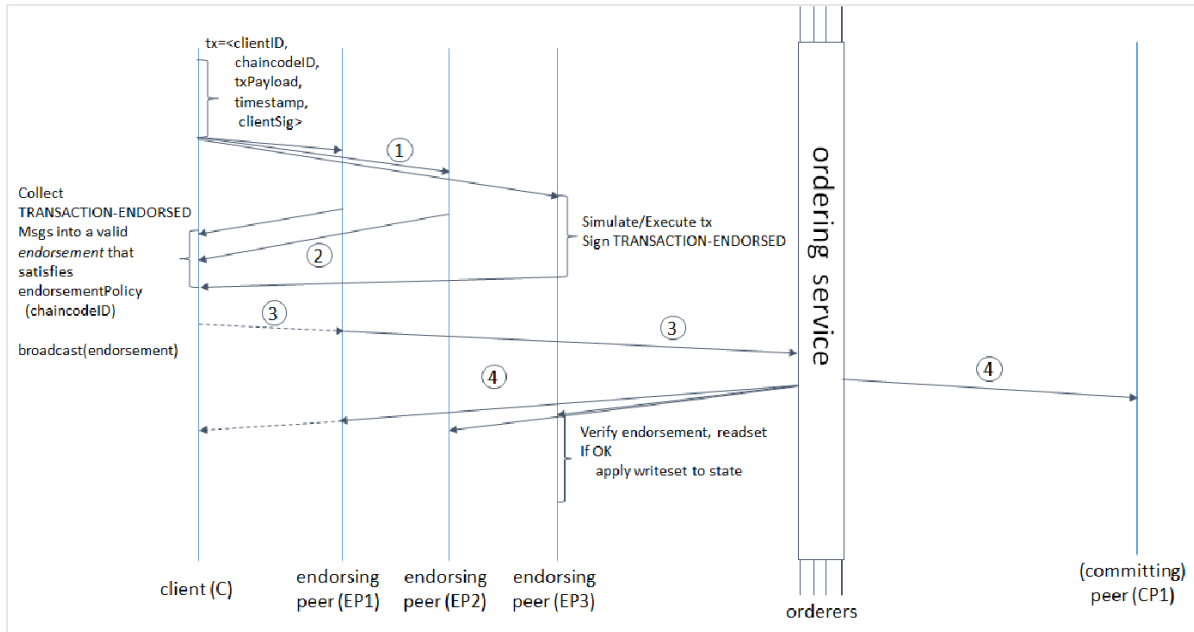 tx=<clientID,
chaincodeID,
txPayload,
timestamp,
clientSig>
1
Collect
TRANSACTION-ENDORSED
Msgs into a valid
endorsement that
satisfies
endorsementPolicy
(chaincodeID)
2
Simulate/Execute tx
Sign TRANSACTION-ENDORSED
ordering service
3
3
broadcast(endorsement)
4
4
Verify endorsement, readset
If OK
apply writeset to state
client (C)
endorsing
peer (EP1)
endorsing
peer (EP2)
endorsing
peer (EP3)
orderers
(committing)
peer (CP1)